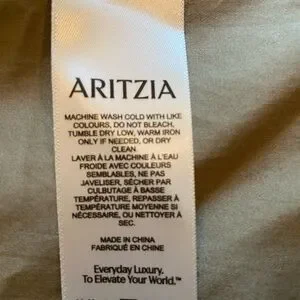 ARITZIA
MACHINE WASH COLD WITH LIKE
COLOURS, DO NOT BLEACH,
TUMBLE DRY LOW, WARM IRON
ONLY IF NEEDED, OR DRY
CLEAN
LAVER À LA MACHINE À L'EAU
FROIDE AVEC COULEURS
SEMBLABLES, NE PAS
JAVELISER, SÉCHER PAR
CULBUTAGE À BASSE
TEMPÉRATURE, REPASSER À
TEMPÉRATURE MOYENNE SI
NÉCESSAIRE, OU NETTOYER À
SEC.
MADE IN CHINA
FABRIQUÉ EN CHINE
Everyday Luxury.
To Elevate Your World.™